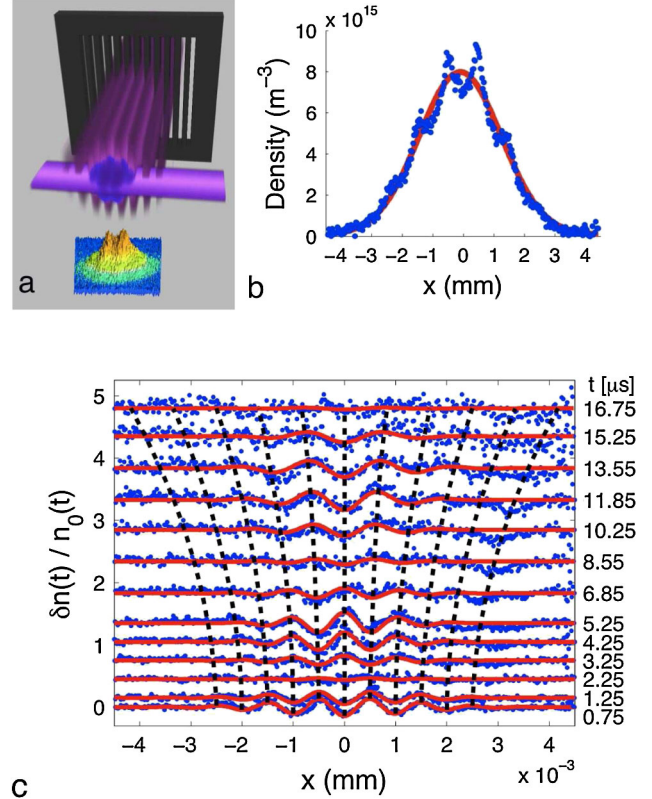 a
x 10¹⁵
10
8
6
4
2
0
Density (m⁻³)
−4 −3 −2 −1 0 1 2 3 4
x (mm)
b
t [μs]
5
4
3
2
1
0
δn(t) / n₀(t)
16.75
15.25
13.55
11.85
10.25
8.55
6.85
5.25
4.25
3.25
2.25
1.25
0.75
−4 −3 −2 −1 0 1 2 3 4
x (mm)
x 10⁻³
c